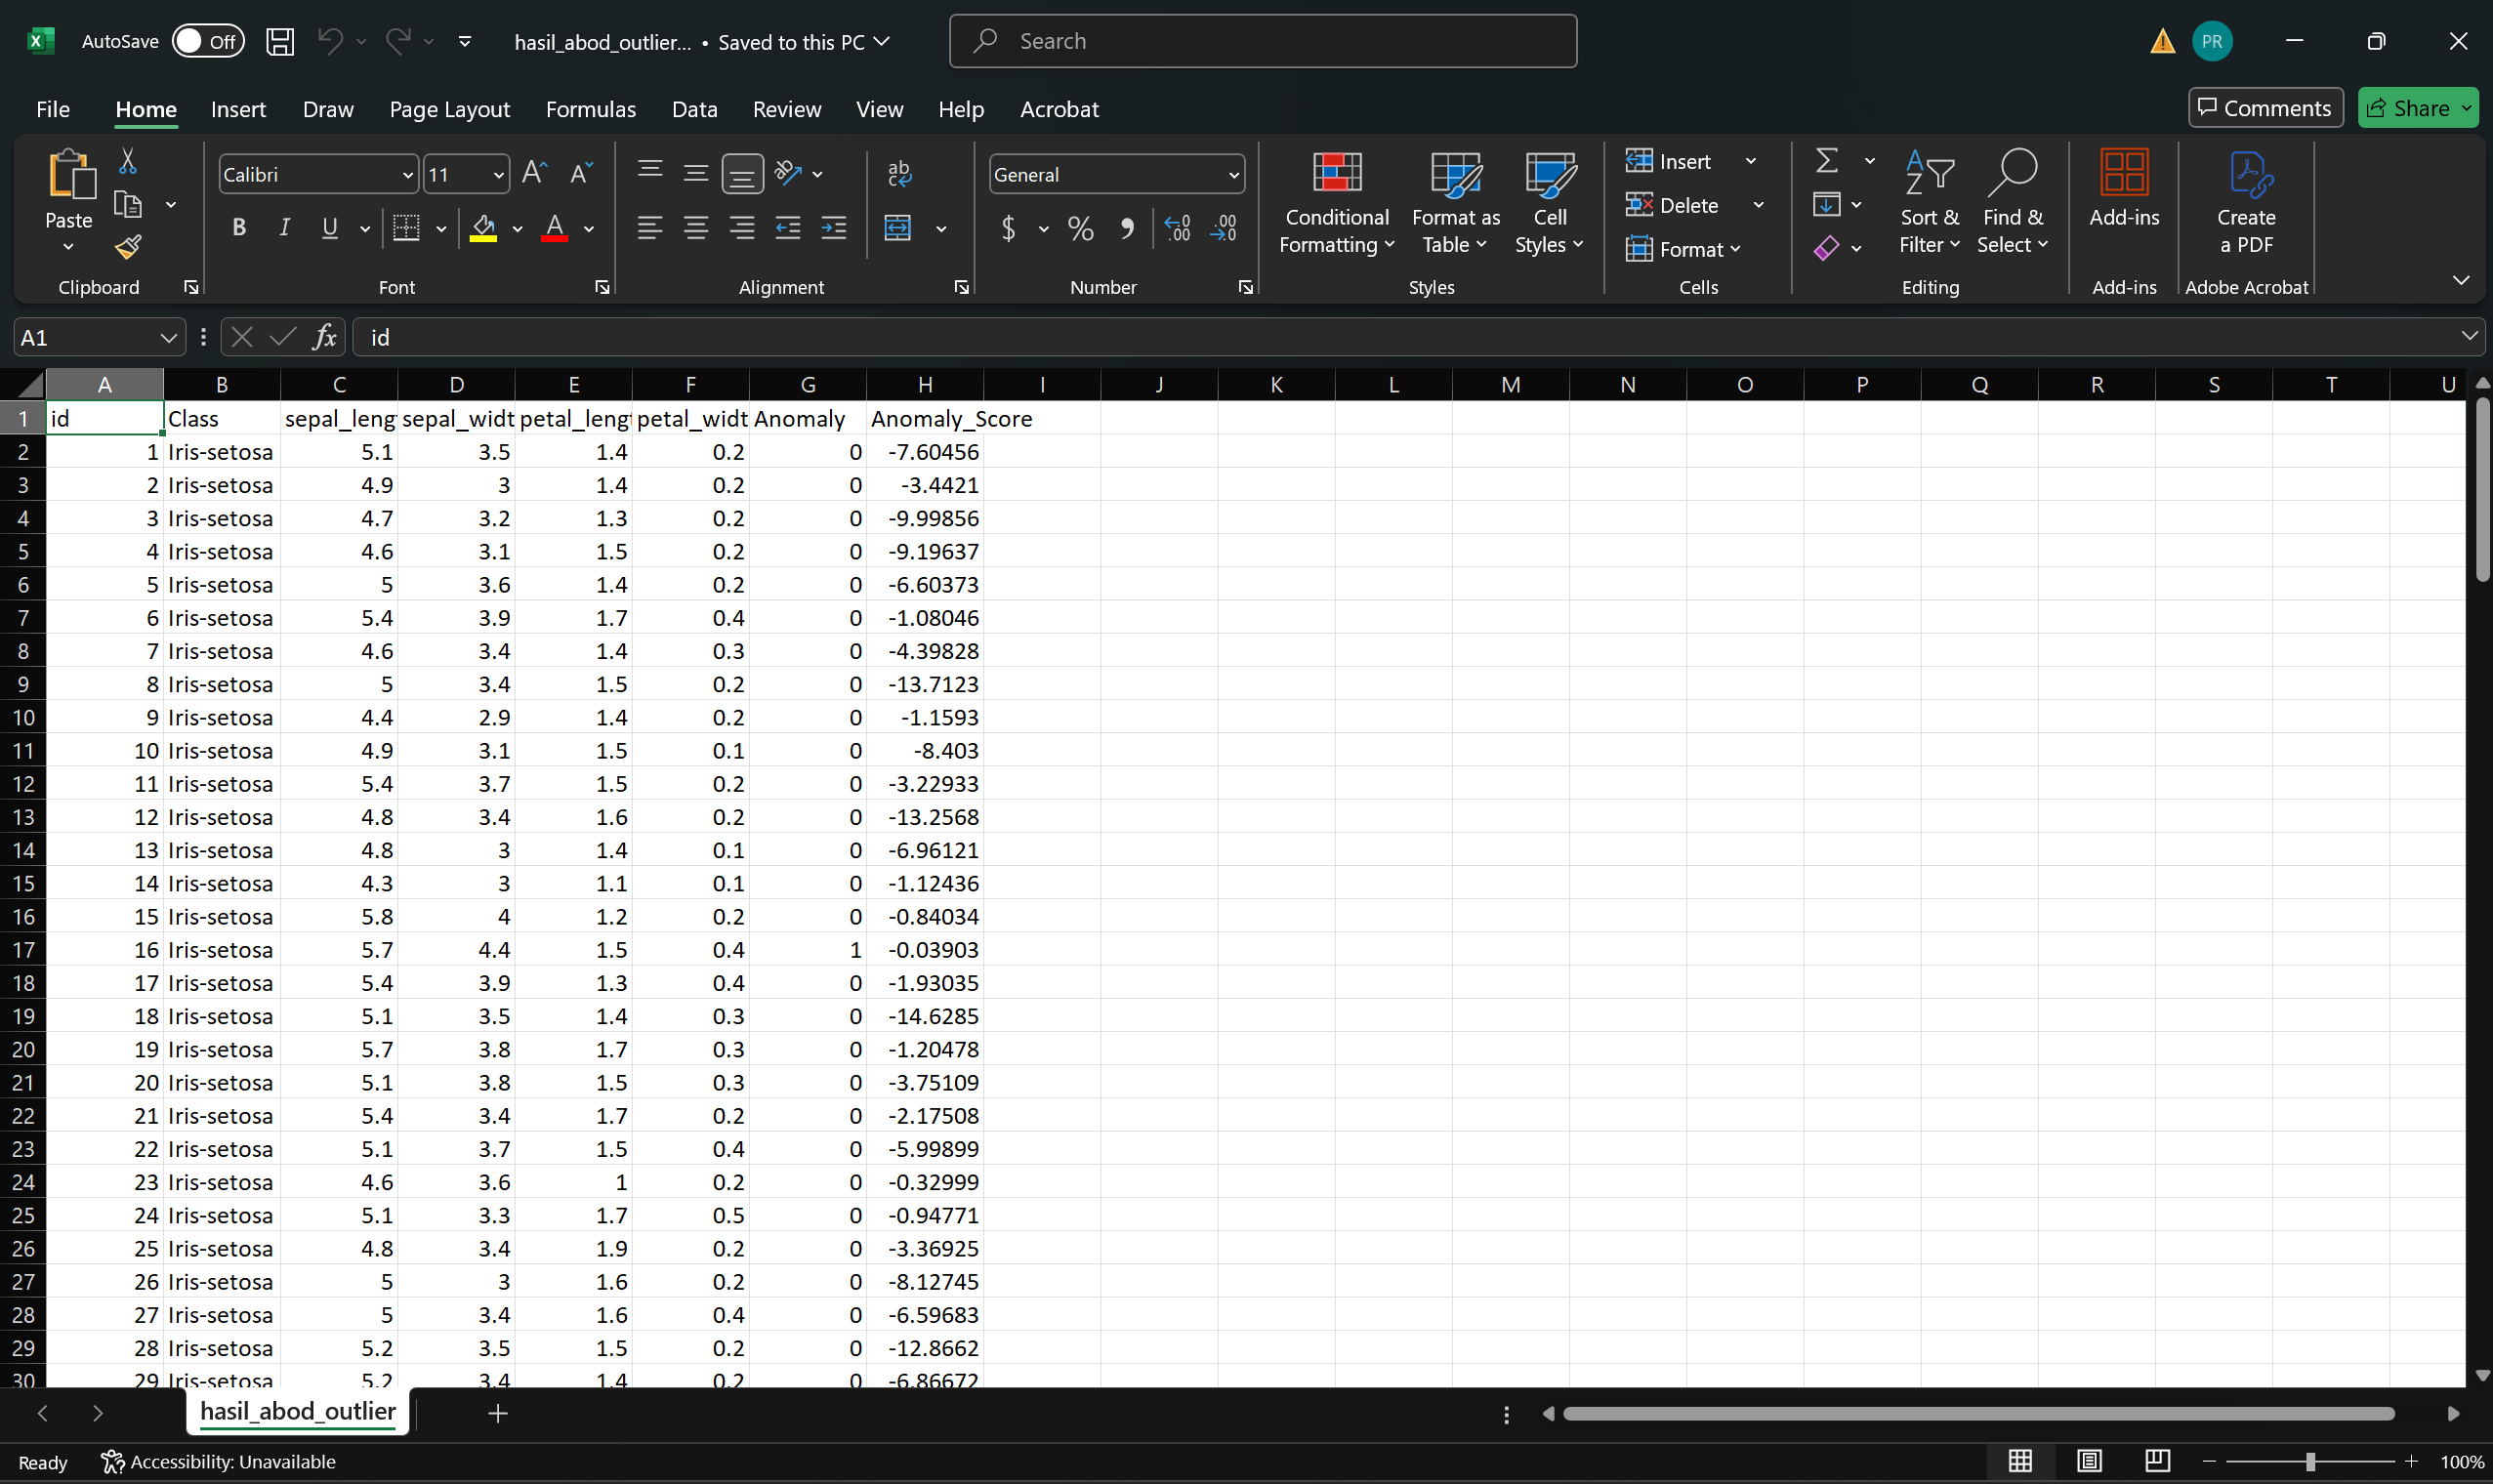 AutoSave Off hasil_abod_outlier... • Saved to this PC Search PR
File Home Insert Draw Page Layout Formulas Data Review View Help Acrobat Comments Share
Paste
Clipboard
Calibri 11
B I U A
Font
ab
c
Alignment
General
$ % , .00 .00
Number
Conditional Formatting
Format as Table
Cell Styles
Styles
Insert
Delete
Format
Cells
Sort & Filter
Find & Select
Editing
Add-ins
Add-ins
Create a PDF
Adobe Acrobat
A1 fx id
A B C D E F G H I J K L M N O P Q R S T U
1 id Class sepal_leng sepal_widt petal_leng petal_widt Anomaly Anomaly_Score
2 1 Iris-setosa 5.1 3.5 1.4 0.2 0 -7.60456
3 2 Iris-setosa 4.9 3 1.4 0.2 0 -3.4421
4 3 Iris-setosa 4.7 3.2 1.3 0.2 0 -9.99856
5 4 Iris-setosa 4.6 3.1 1.5 0.2 0 -9.19637
6 5 Iris-setosa 5 3.6 1.4 0.2 0 -6.60373
7 6 Iris-setosa 5.4 3.9 1.7 0.4 0 -1.08046
8 7 Iris-setosa 4.6 3.4 1.4 0.3 0 -4.39828
9 8 Iris-setosa 5 3.4 1.5 0.2 0 -13.7123
10 9 Iris-setosa 4.4 2.9 1.4 0.2 0 -1.1593
11 10 Iris-setosa 4.9 3.1 1.5 0.1 0 -8.403
12 11 Iris-setosa 5.4 3.7 1.5 0.2 0 -3.22933
13 12 Iris-setosa 4.8 3.4 1.6 0.2 0 -13.2568
14 13 Iris-setosa 4.8 3 1.4 0.1 0 -6.96121
15 14 Iris-setosa 4.3 3 1.1 0.1 0 -1.12436
16 15 Iris-setosa 5.8 4 1.2 0.2 0 -0.84034
17 16 Iris-setosa 5.7 4.4 1.5 0.4 1 -0.03903
18 17 Iris-setosa 5.4 3.9 1.3 0.4 0 -1.93035
19 18 Iris-setosa 5.1 3.5 1.4 0.3 0 -14.6285
20 19 Iris-setosa 5.7 3.8 1.7 0.3 0 -1.20478
21 20 Iris-setosa 5.1 3.8 1.5 0.3 0 -3.75109
22 21 Iris-setosa 5.4 3.4 1.7 0.2 0 -2.17508
23 22 Iris-setosa 5.1 3.7 1.5 0.4 0 -5.99899
24 23 Iris-setosa 4.6 3.6 1 0.2 0 -0.32999
25 24 Iris-setosa 5.1 3.3 1.7 0.5 0 -0.94771
26 25 Iris-setosa 4.8 3.4 1.9 0.2 0 -3.36925
27 26 Iris-setosa 5 3 1.6 0.2 0 -8.12745
28 27 Iris-setosa 5 3.4 1.6 0.4 0 -6.59683
29 28 Iris-setosa 5.2 3.5 1.5 0.2 0 -12.8662
30 29 Iris-setosa 5.2 3.4 1.4 0.2 0 -6.86672
hasil_abod_outlier
Ready Accessibility: Unavailable 100%